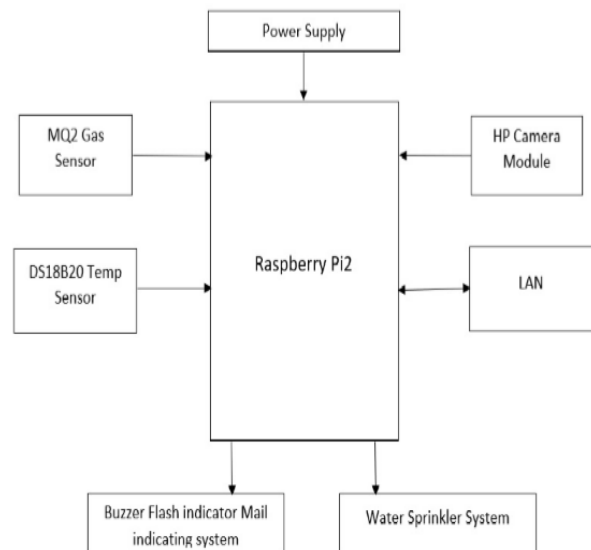 Power Supply
MQ2 Gas
Sensor
HP Camera
Module
Raspberry Pi2
DS18B20 Temp
Sensor
LAN
Buzzer Flash indicator Mail
indicating system
Water Sprinkler System